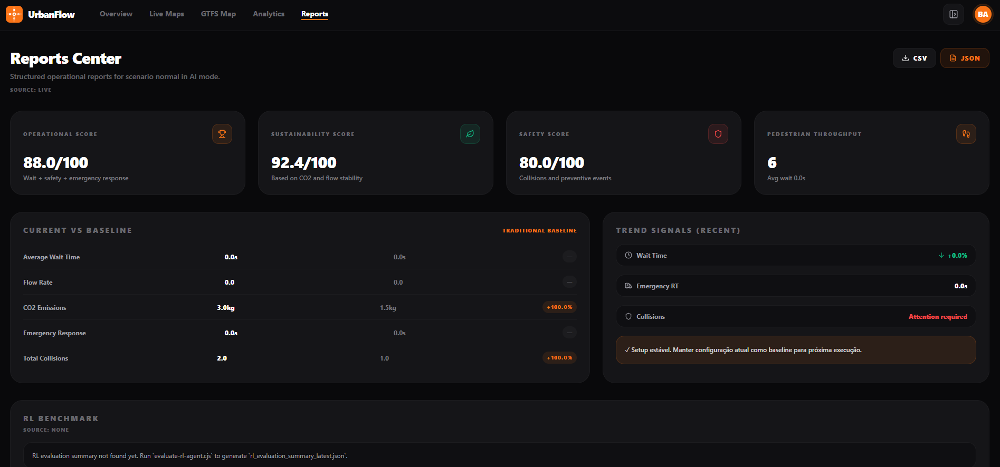 UrbanFlow
Overview
Live Maps
GTFS Map
Analytics
Reports
BA
Reports Center
Structured operational reports for scenario normal in AI mode.
SOURCE: LIVE
CSV
JSON
OPERATIONAL SCORE
88.0/100
Wait + safety + emergency response
SUSTAINABILITY SCORE
92.4/100
Based on CO2 and flow stability
SAFETY SCORE
80.0/100
Collisions and preventive events
PEDESTRIAN THROUGHPUT
6
Avg wait 0.0s
CURRENT VS BASELINE
TRADITIONAL BASELINE
Average Wait Time 0.0s 0.0s —
Flow Rate 0.0 0.0 —
CO2 Emissions 3.0kg 1.5kg +100.0%
Emergency Response 0.0s 0.0s —
Total Collisions 2.0 1.0 +100.0%
TREND SIGNALS (RECENT)
Wait Time ↓ +0.0%
Emergency RT 0.0s
Collisions Attention required
✓ Setup estável. Manter configuração atual como baseline para próxima execução.
RL BENCHMARK
SOURCE: NONE
RL evaluation summary not found yet. Run `evaluate-rl-agent.cjs` to generate `rl_evaluation_summary_latest.json`.